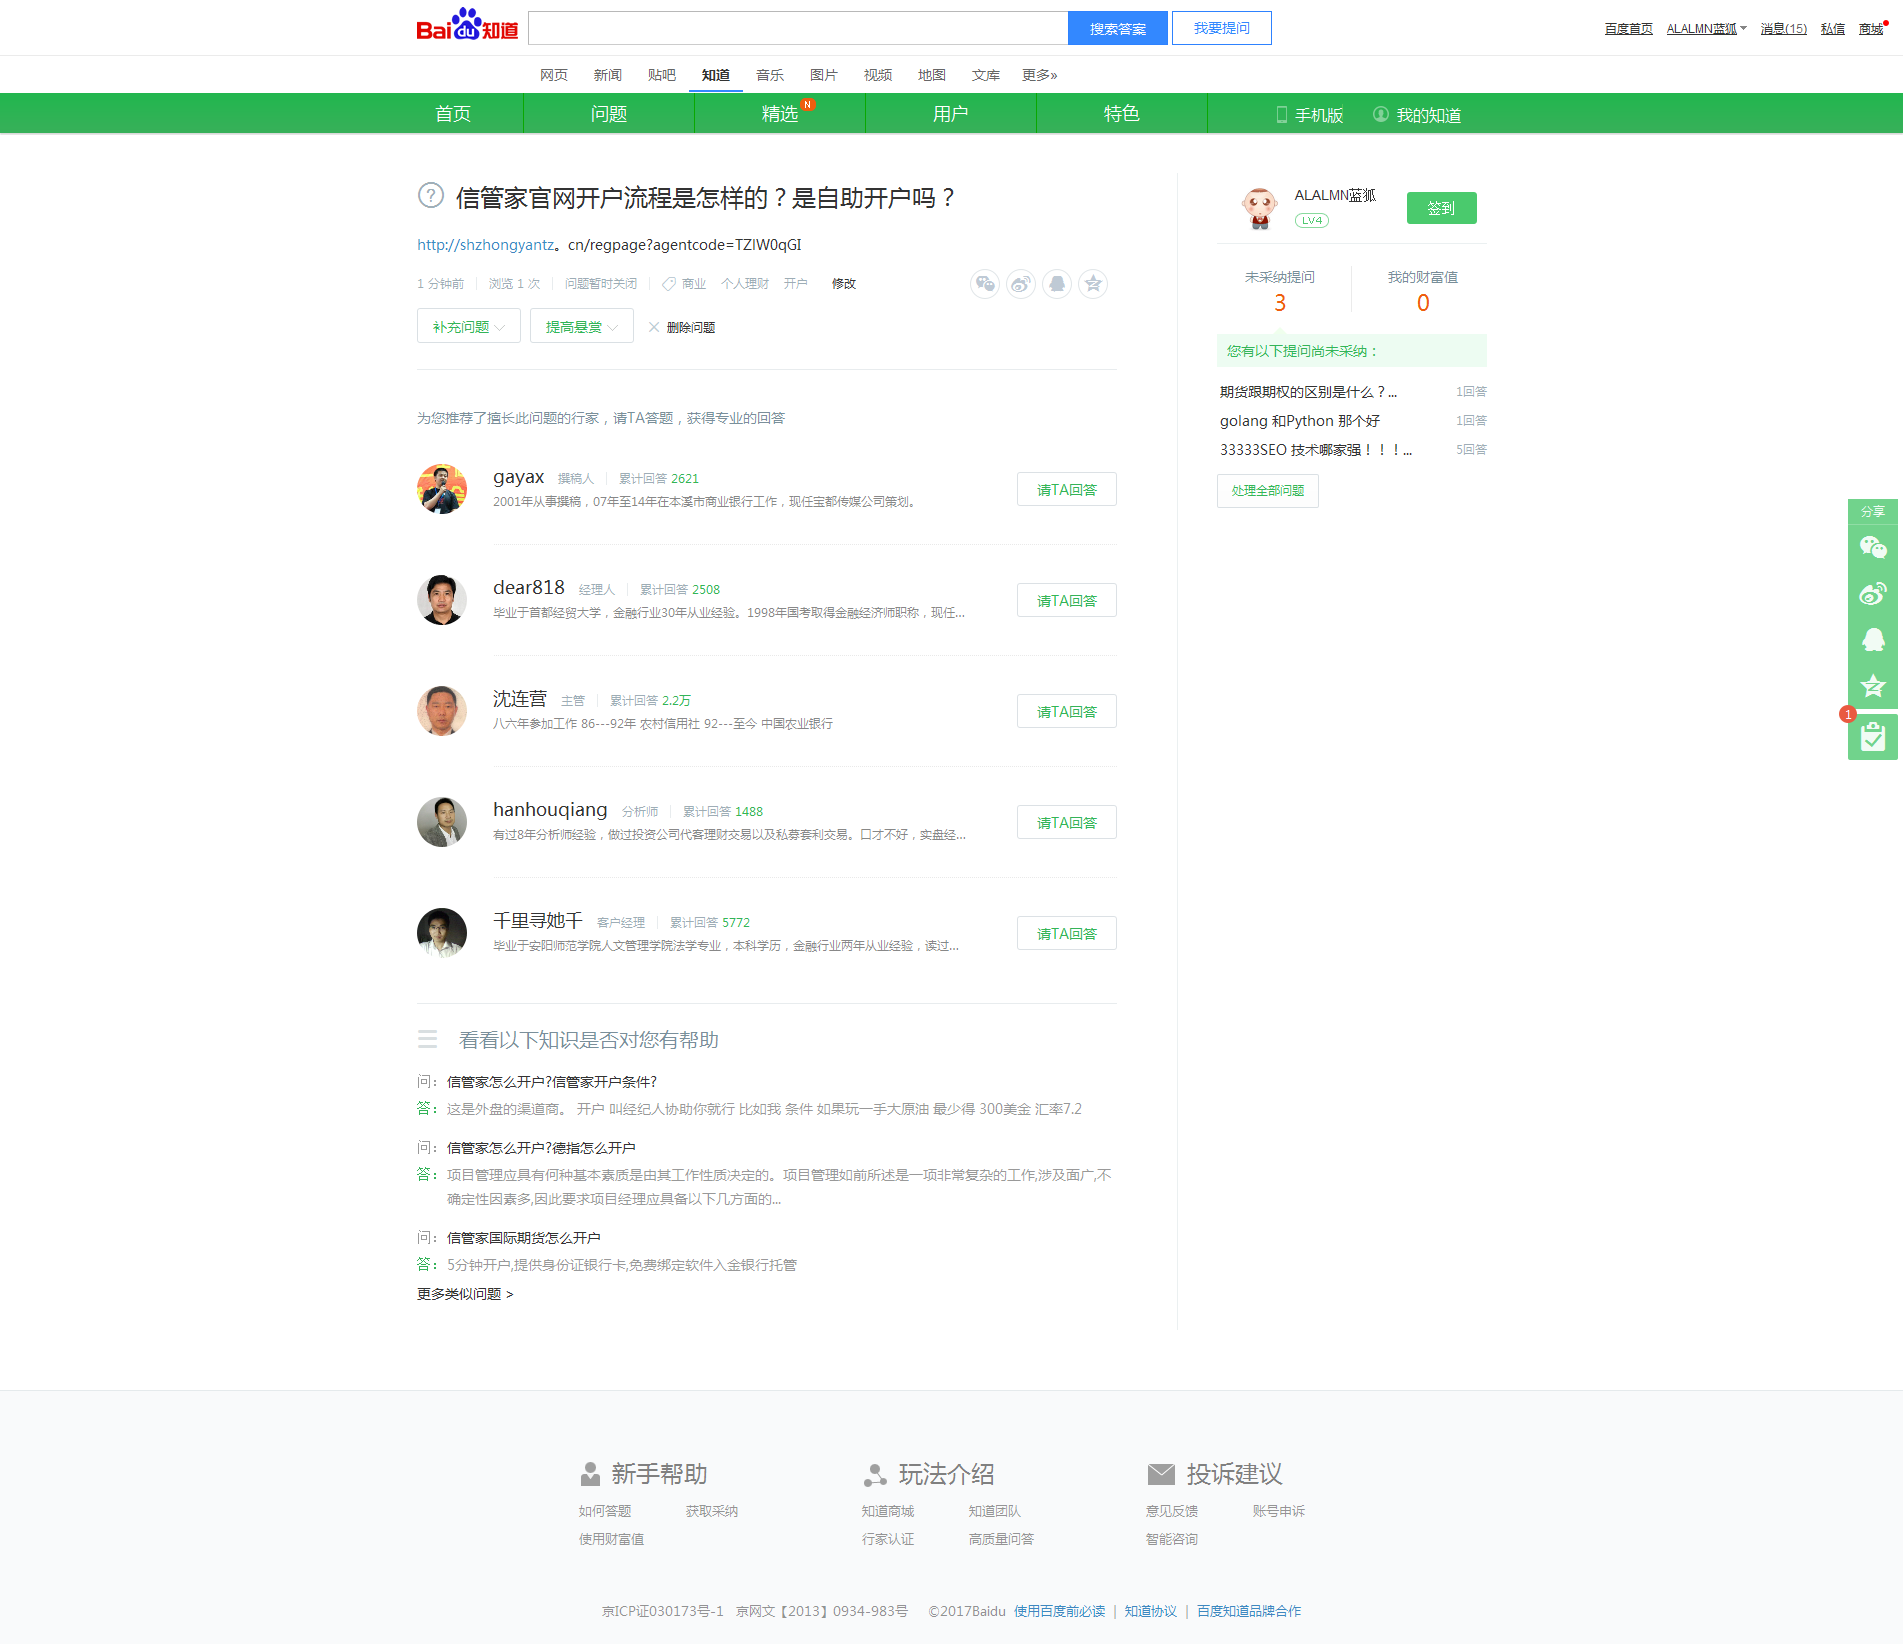 Bai du 知道
搜索答案 我要提问
百度首页 ALALMN蓝狐 消息(15) 私信 商城
网页 新闻 贴吧 知道 音乐 图片 视频 地图 文库 更多»
首页 问题 精选 N 用户 特色 手机版 我的知道
? 信管家官网开户流程是怎样的？是自助开户吗？
http://shzhongyantz。cn/regpage?agentcode=TZIW0qGI
1 分钟前 浏览 1 次 问题暂时关闭 商业 个人理财 开户 修改
补充问题 提高悬赏 删除问题
为您推荐了擅长此问题的行家，请TA答题，获得专业的回答
gayax 撰稿人 累计回答 2621
2001年从事撰稿，07年至14年在本溪市商业银行工作，现任宝都传媒公司策划。
请TA回答
dear818 经理人 累计回答 2508
毕业于首都经贸大学，金融行业30年从业经验。1998年国考取得金融经济师职称，现任...
请TA回答
沈连营 主管 累计回答 2.2万
八六年参加工作 86---92年 农村信用社 92---至今 中国农业银行
请TA回答
hanhouqiang 分析师 累计回答 1488
有过8年分析师经验，做过投资公司代客理财交易以及私募套利交易。口才不好，实盘经...
请TA回答
千里寻她千 客户经理 累计回答 5772
毕业于安阳师范学院人文管理学院法学专业，本科学历，金融行业两年从业经验，读过...
请TA回答
看看以下知识是否对您有帮助
问： 信管家怎么开户?信管家开户条件?
答： 这是外盘的渠道商。 开户 叫经纪人协助你就行 比如我 条件 如果玩一手大原油 最少得 300美金 汇率7.2
问： 信管家怎么开户?德指怎么开户
答： 项目管理应具有何种基本素质是由其工作性质决定的。项目管理如前所述是一项非常复杂的工作,涉及面广,不
确定性因素多,因此要求项目经理应具备以下几方面的...
问： 信管家国际期货怎么开户
答： 5分钟开户,提供身份证银行卡,免费绑定软件入金银行托管
更多类似问题 >
ALALMN蓝狐
LV4
签到
未采纳提问 我的财富值
3 0
您有以下提问尚未采纳：
期货跟期权的区别是什么？... 1回答
golang 和Python 那个好 1回答
33333SEO 技术哪家强！！！... 5回答
处理全部问题
分享
1
新手帮助 玩法介绍 投诉建议
如何答题 获取采纳 知道商城 知道团队 意见反馈 账号申诉
使用财富值 行家认证 高质量问答 智能咨询
京ICP证030173号-1 京网文【2013】0934-983号 ©2017Baidu 使用百度前必读 | 知道协议 | 百度知道品牌合作